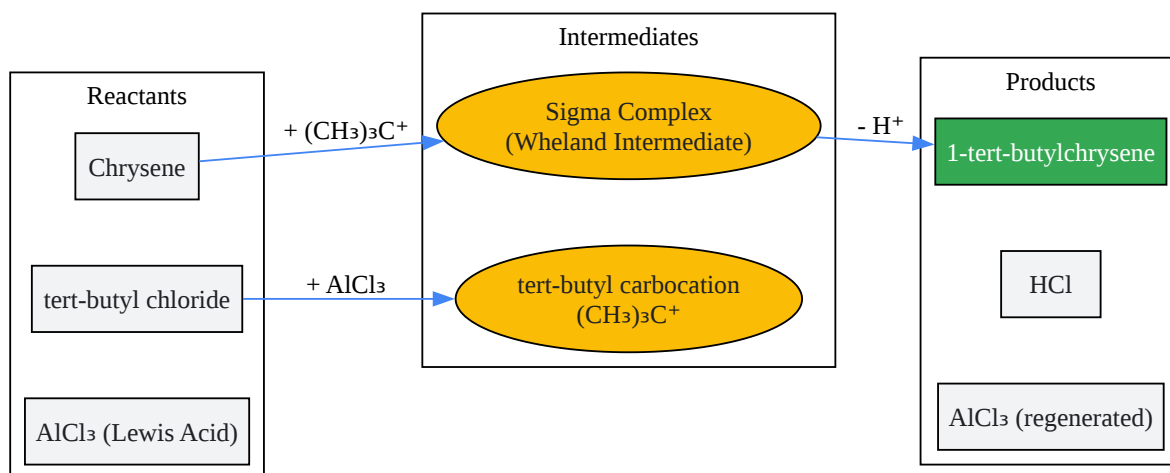 Reactants
Chrysene
tert-butyl chloride
AlCl₃ (Lewis Acid)
+ (CH₃)₃C⁺
+ AlCl₃
Intermediates
Sigma Complex
(Wheland Intermediate)
tert-butyl carbocation
(CH₃)₃C⁺
- H⁺
Products
1-tert-butylchrysene
HCl
AlCl₃ (regenerated)